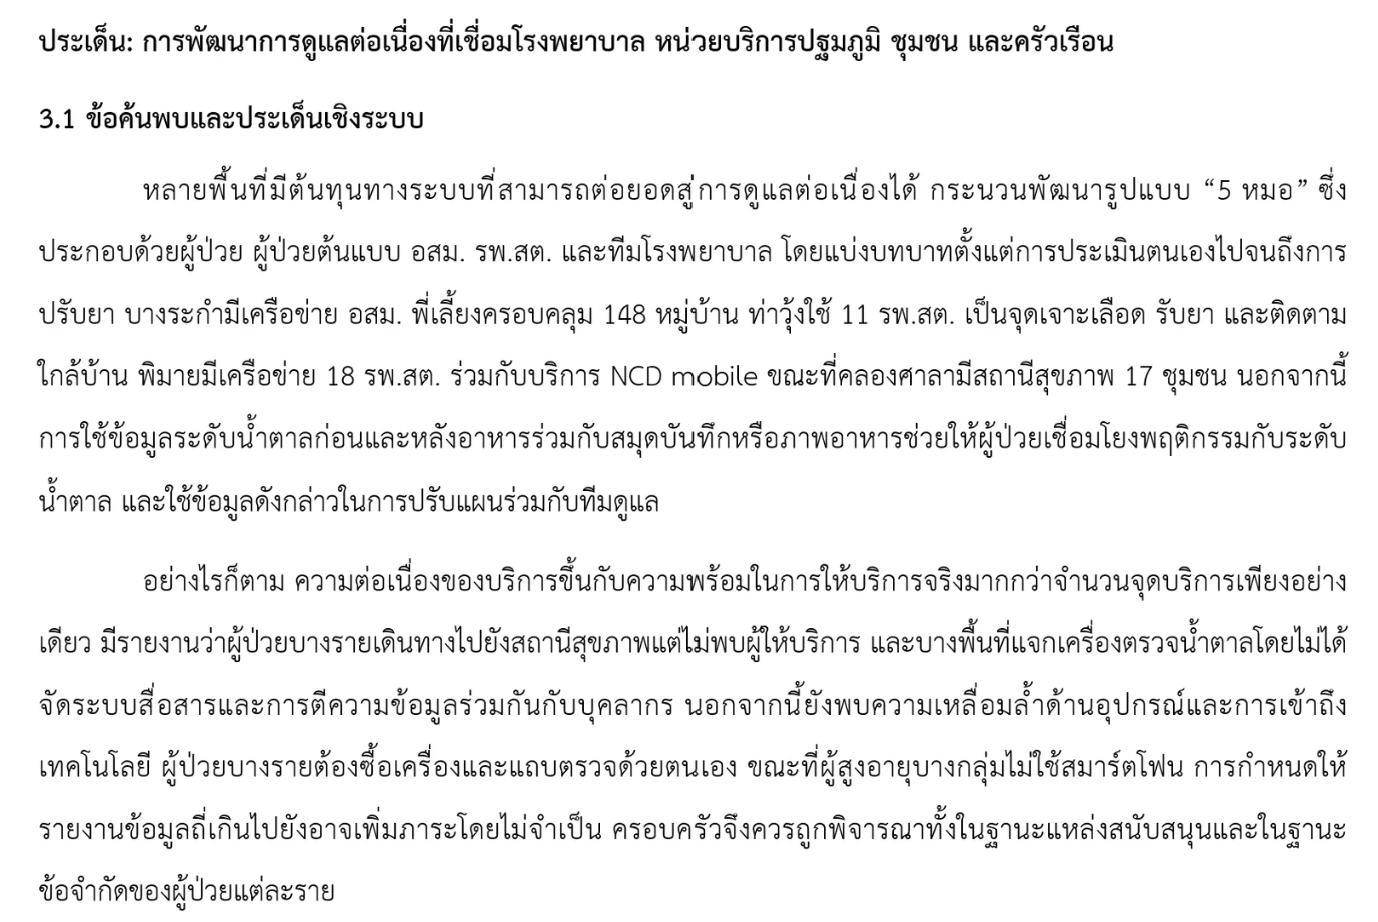 ประเด็น: การพัฒนาการดูแลต่อเนื่องที่เชื่อมโรงพยาบาล หน่วยบริการปฐมภูมิ ชุมชน และครัวเรือน
3.1 ข้อค้นพบและประเด็นเชิงระบบ
หลายพื้นที่มีต้นทุนทางระบบที่สามารถต่อยอดสู่การดูแลต่อเนื่องได้ กระนวนพัฒนารูปแบบ “5 หมอ” ซึ่ง
ประกอบด้วยผู้ป่วย ผู้ป่วยต้นแบบ อสม. รพ.สต. และทีมโรงพยาบาล โดยแบ่งบทบาทตั้งแต่การประเมินตนเองไปจนถึงการ
ปรับยา บางระกำมีเครือข่าย อสม. พี่เลี้ยงครอบคลุม 148 หมู่บ้าน ท่าวุ้งใช้ 11 รพ.สต. เป็นจุดเจาะเลือด รับยา และติดตาม
ใกล้บ้าน พิมายมีเครือข่าย 18 รพ.สต. ร่วมกับบริการ NCD mobile ขณะที่คลองศาลามีสถานีสุขภาพ 17 ชุมชน นอกจากนี้
การใช้ข้อมูลระดับน้ำตาลก่อนและหลังอาหารร่วมกับสมุดบันทึกหรือภาพอาหารช่วยให้ผู้ป่วยเชื่อมโยงพฤติกรรมกับระดับ
น้ำตาล และใช้ข้อมูลดังกล่าวในการปรับแผนร่วมกับทีมดูแล
อย่างไรก็ตาม ความต่อเนื่องของบริการขึ้นกับความพร้อมในการให้บริการจริงมากกว่าจำนวนจุดบริการเพียงอย่าง
เดียว มีรายงานว่าผู้ป่วยบางรายเดินทางไปยังสถานีสุขภาพแต่ไม่พบผู้ให้บริการ และบางพื้นที่แจกเครื่องตรวจน้ำตาลโดยไม่ได้
จัดระบบสื่อสารและการตีความข้อมูลร่วมกันกับบุคลากร นอกจากนี้ยังพบความเหลื่อมล้ำด้านอุปกรณ์และการเข้าถึง
เทคโนโลยี ผู้ป่วยบางรายต้องซื้อเครื่องและแถบตรวจด้วยตนเอง ขณะที่ผู้สูงอายุบางกลุ่มไม่ใช้สมาร์ตโฟน การกำหนดให้
รายงานข้อมูลถี่เกินไปยังอาจเพิ่มภาระโดยไม่จำเป็น ครอบครัวจึงควรถูกพิจารณาทั้งในฐานะแหล่งสนับสนุนและในฐานะ
ข้อจำกัดของผู้ป่วยแต่ละราย